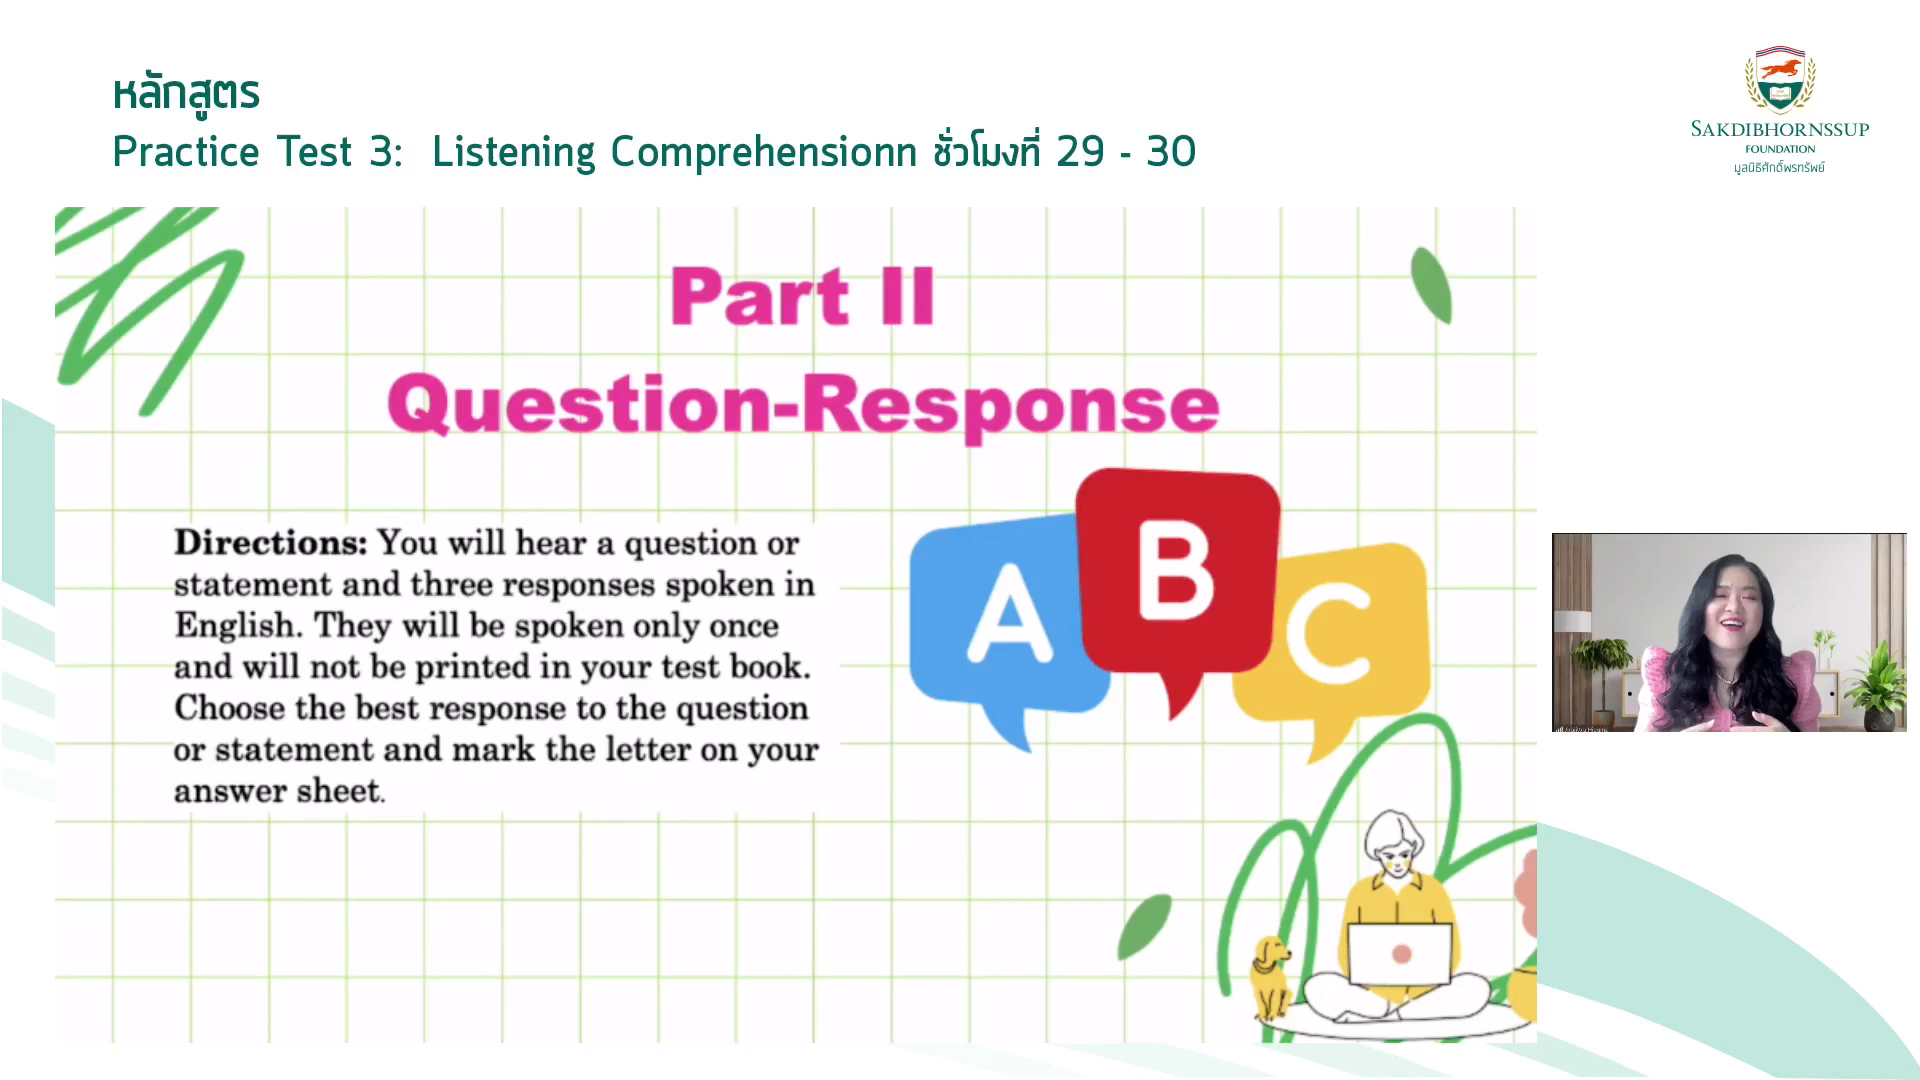 หลักสูตร
Practice Test 3: Listening Comprehensionn ชั่วโมงที่ 29 - 30
SAKDIBHORNSSUP
FOUNDATION
มูลนิธิศักดิ์พรทรัพย์
Part II
Question-Response
Directions: You will hear a question or
statement and three responses spoken in
English. They will be spoken only once
and will not be printed in your test book.
Choose the best response to the question
or statement and mark the letter on your
answer sheet.
A
B
C